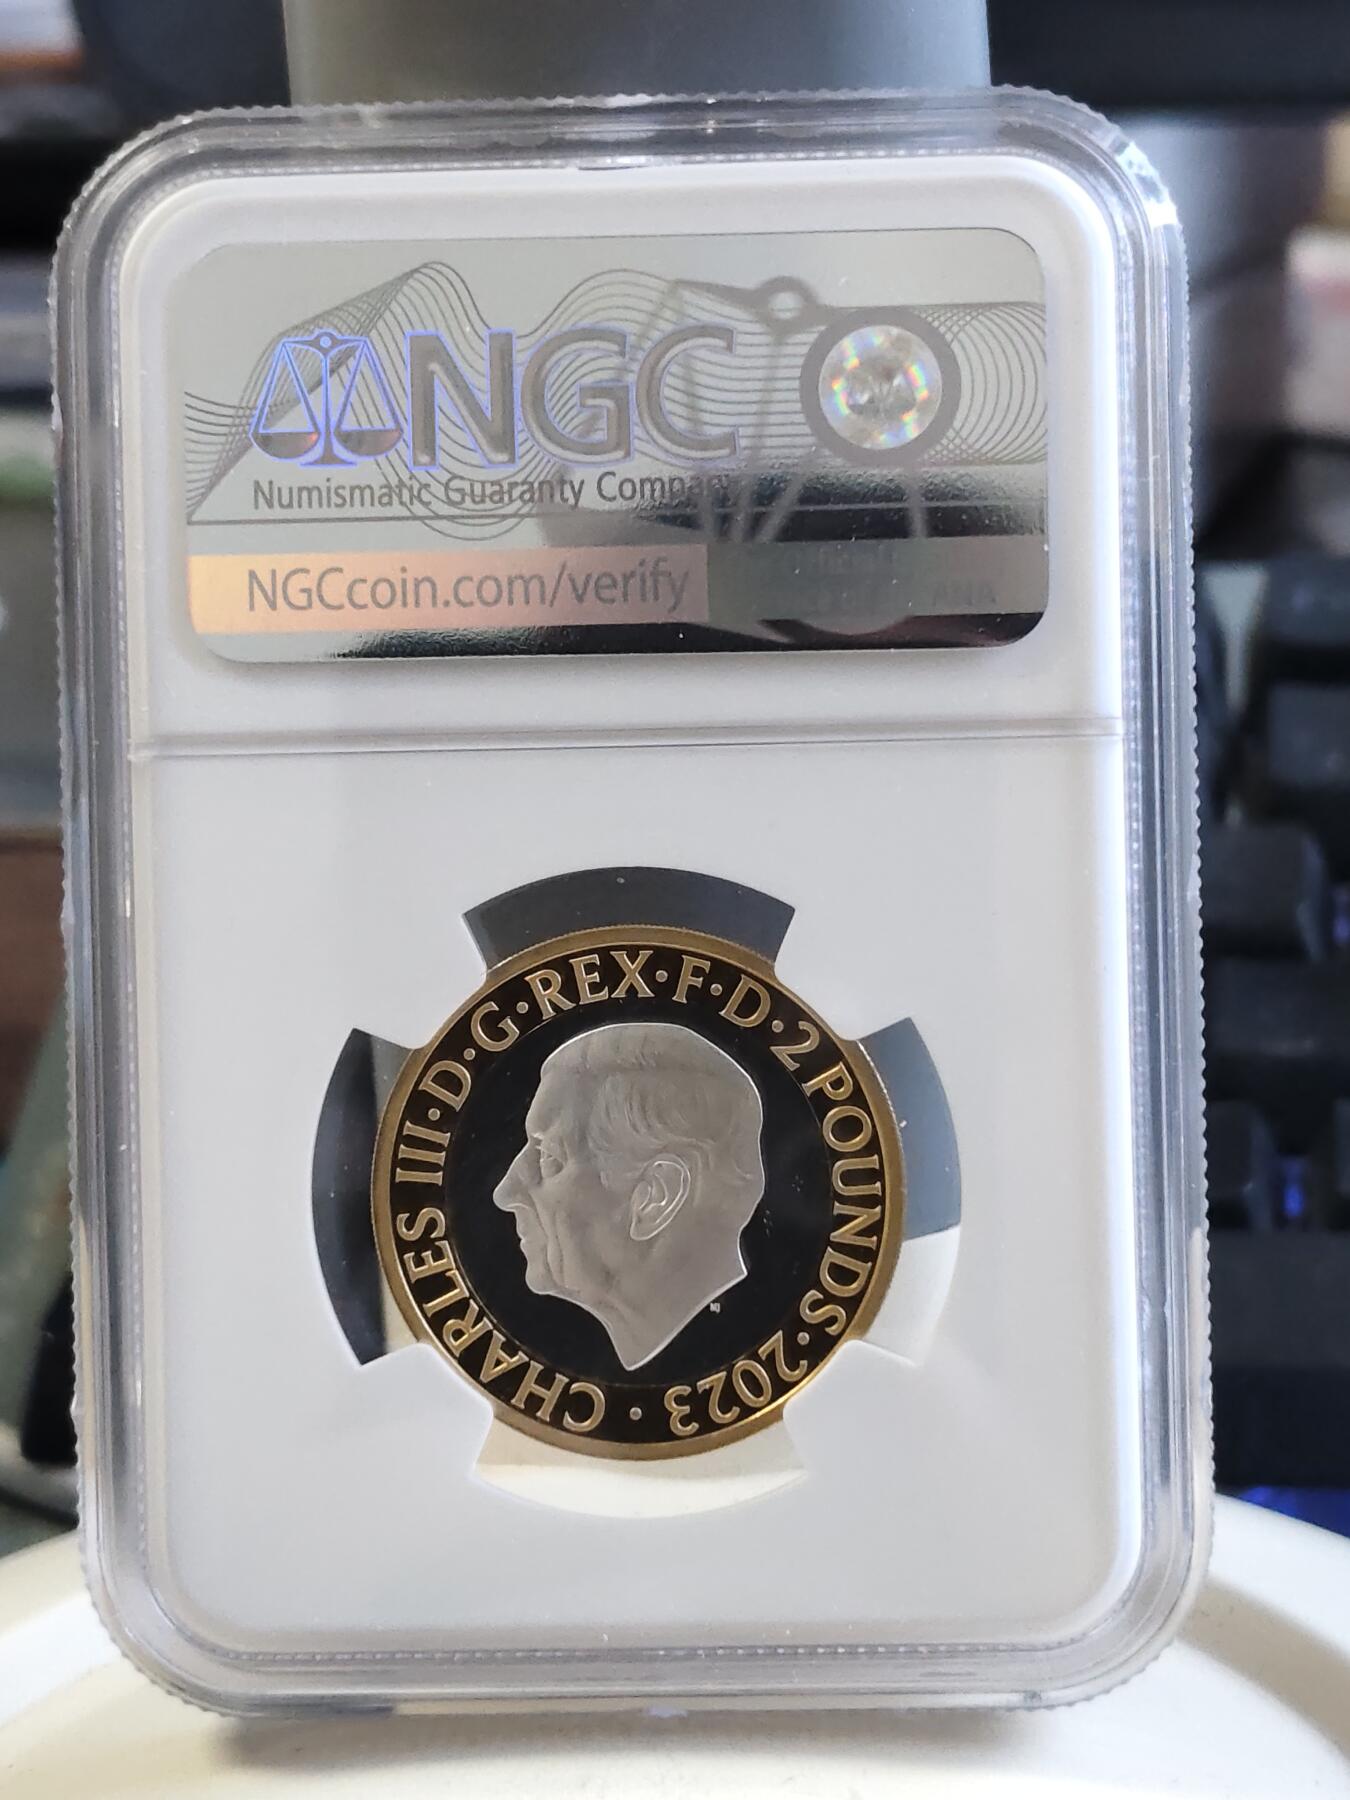 NGC
Numismatic Guaranty Company
NGCcoin.com/verify
CHARLES III·D·G·REX·F·D·2 POUNDS·2023·